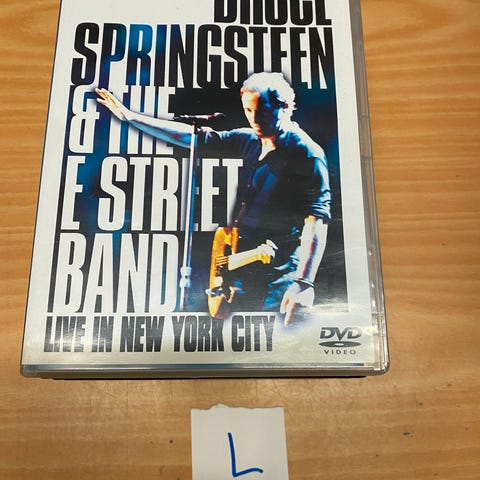 BRUCE
SPRINGSTEEN
& THE
E STREET
BAND
LIVE IN NEW YORK CITY
DVD
VIDEO
L